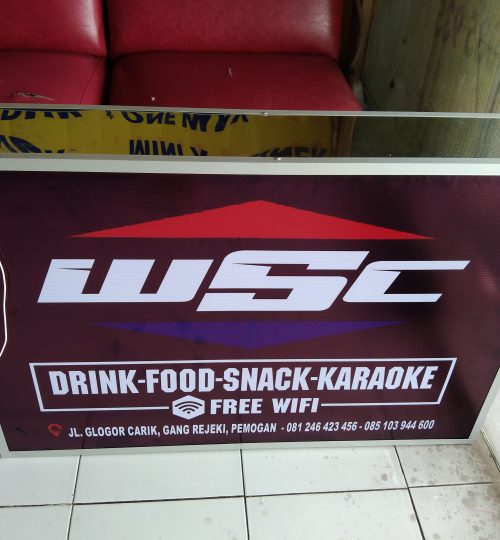 WSC
DRINK-FOOD-SNACK-KARAOKE
FREE WIFI
JL. GLOGOR CARIK, GANG REJEKI, PEMOGAN - 081 246 423 456 - 085 103 944 600